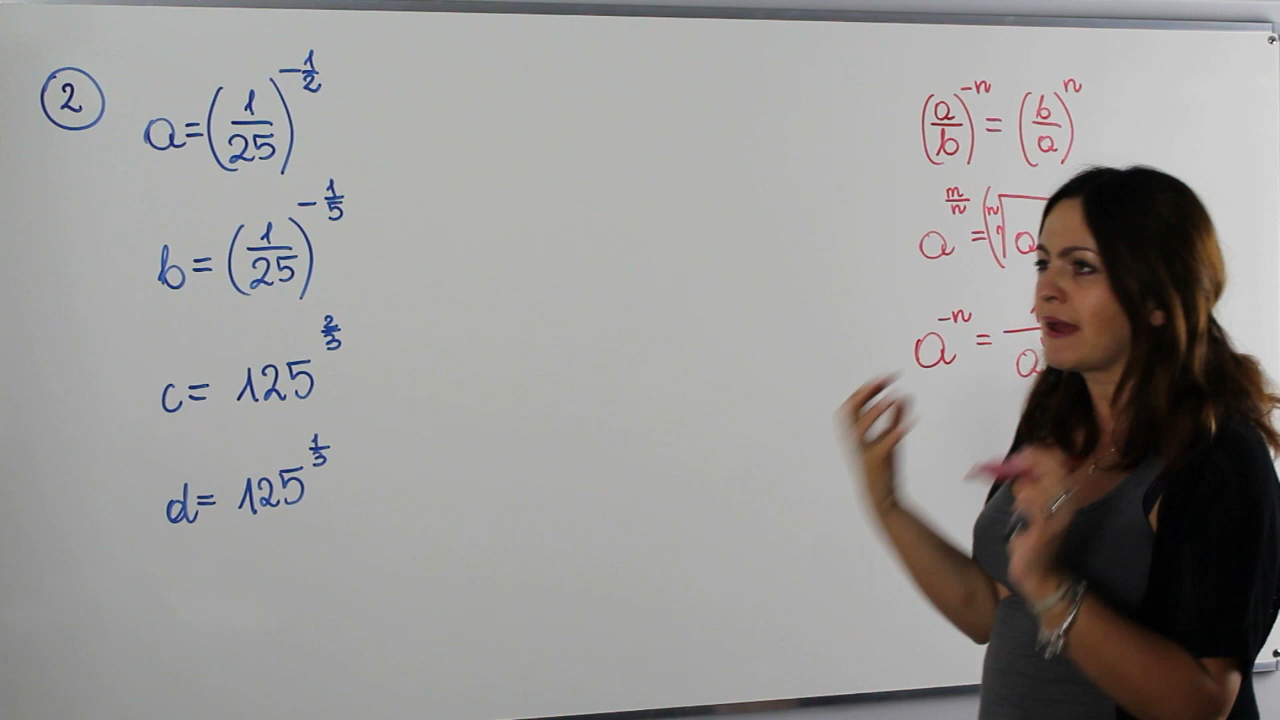 2
a=(1/25)^-1/2
b=(1/25)^-1/5
c= 125^2/3
d= 125^1/3
(a/b)^-n = (b/a)^n
a^m/n =(n√a
a^-n = /a